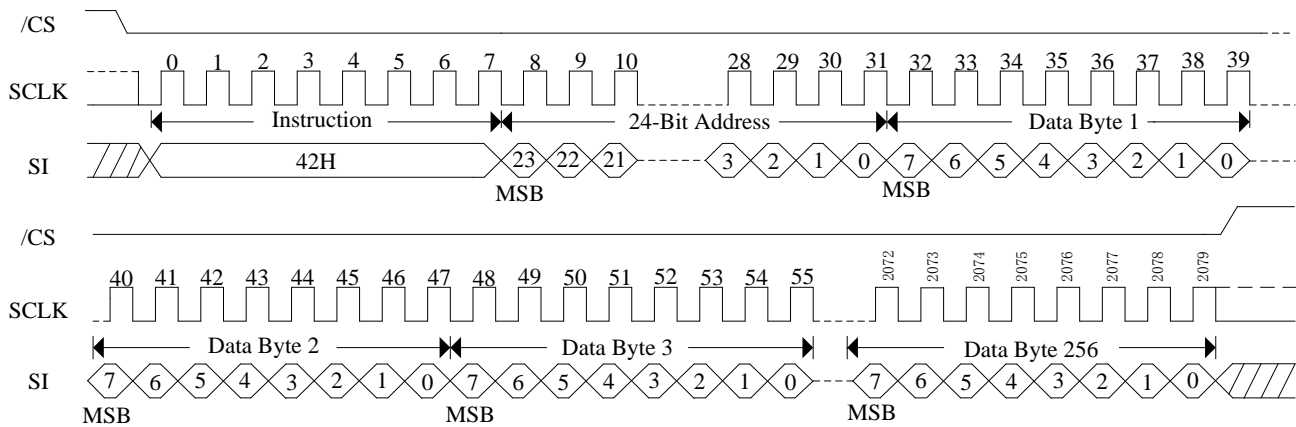 /CS
0 1 2 3 4 5 6 7 8 9 10 28 29 30 31 32 33 34 35 36 37 38 39
SCLK
Instruction 24-Bit Address Data Byte 1
SI 42H 23 22 21 3 2 1 0 7 6 5 4 3 2 1 0
MSB MSB
/CS
40 41 42 43 44 45 46 47 48 49 50 51 52 53 54 55 2072 2073 2074 2075 2076 2077 2078 2079
SCLK
Data Byte 2 Data Byte 3 Data Byte 256
SI 7 6 5 4 3 2 1 0 7 6 5 4 3 2 1 0 7 6 5 4 3 2 1 0
MSB MSB MSB